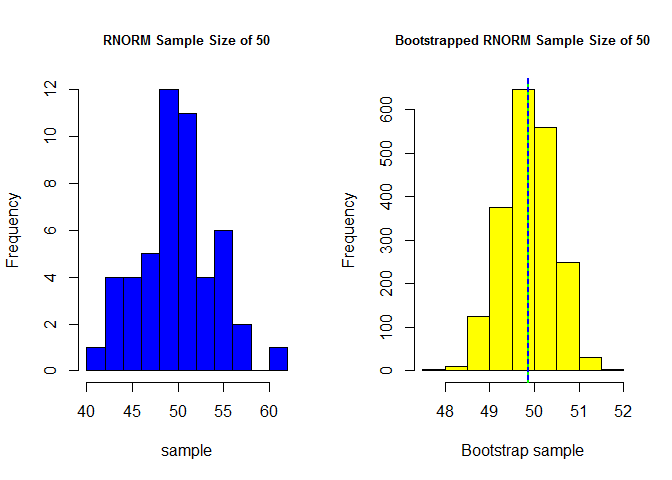 RNORM Sample Size of 50
Frequency
0 2 4 6 8 10 12
40 45 50 55 60
sample
Bootstrapped RNORM Sample Size of 50
Frequency
0 100 200 300 400 500 600
48 49 50 51 52
Bootstrap sample